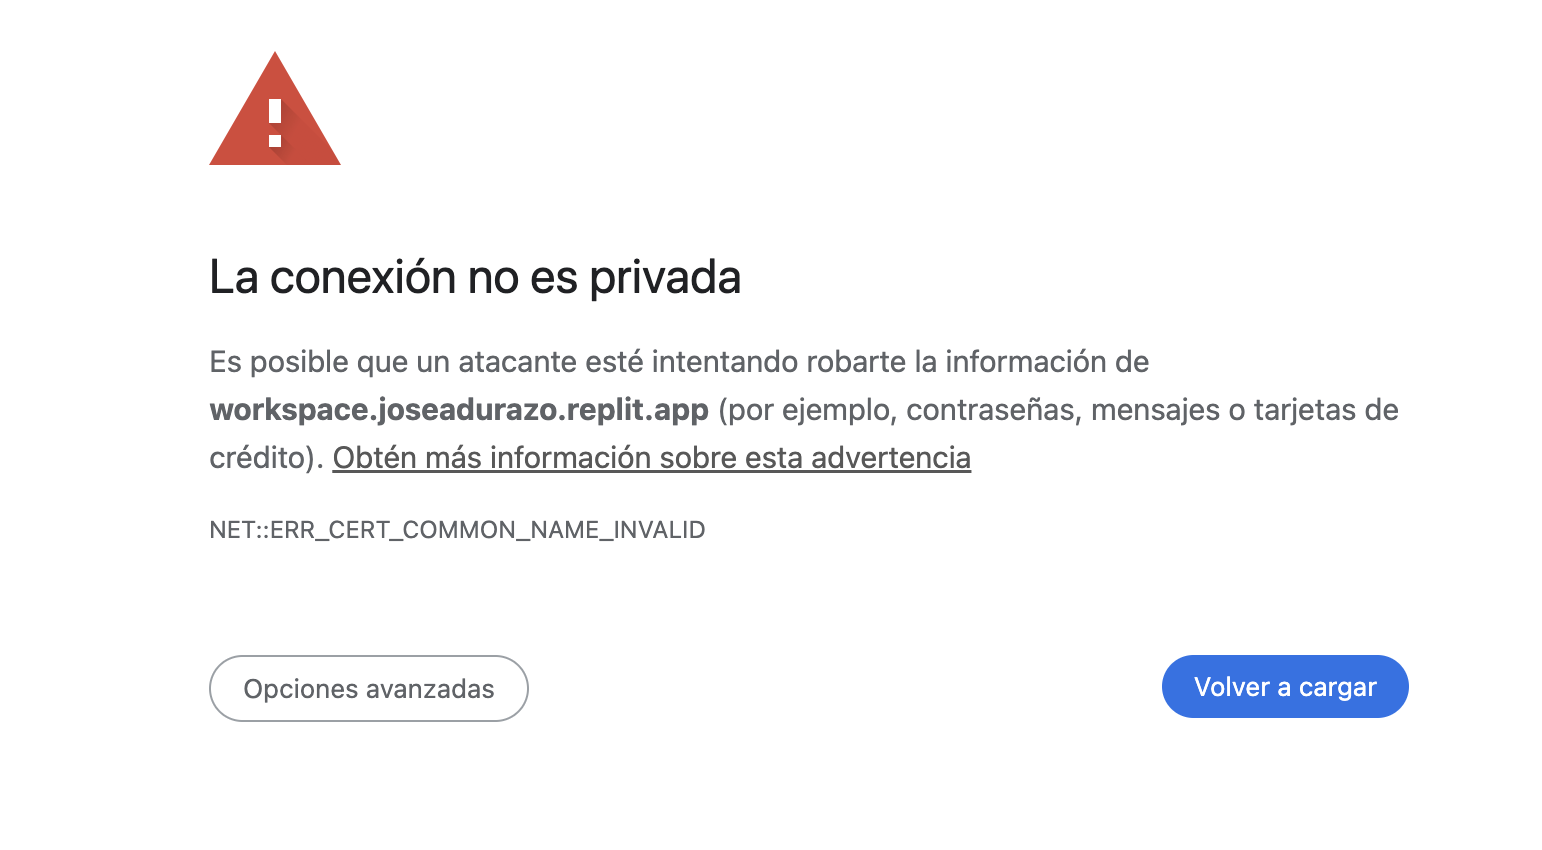 La conexión no es privada
Es posible que un atacante esté intentando robarte la información de
workspace.joseadurazo.replit.app (por ejemplo, contraseñas, mensajes o tarjetas de
crédito). Obtén más información sobre esta advertencia
NET::ERR_CERT_COMMON_NAME_INVALID
Opciones avanzadas
Volver a cargar